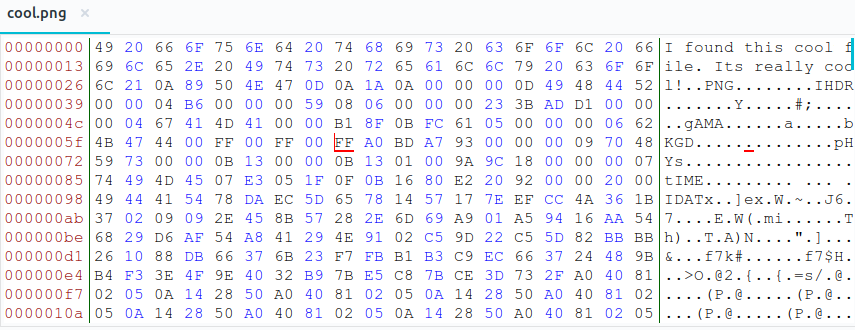 cool.png ×
00000000 49 20 66 6F 75 6E 64 20 74 68 69 73 20 63 6F 6F 6C 20 66 I found this cool f
00000013 69 6C 65 2E 20 49 74 73 20 72 65 61 6C 6C 79 20 63 6F 6F ile. Its really coo
00000026 6C 21 0A 89 50 4E 47 0D 0A 1A 0A 00 00 00 0D 49 48 44 52 l!..PNG........IHDR
00000039 00 00 04 B6 00 00 00 59 08 06 00 00 00 23 3B AD D1 00 00 .......Y.....#;....
0000004c 00 04 67 41 4D 41 00 00 B1 8F 0B FC 61 05 00 00 00 06 62 ..gAMA......a.....b
0000005f 4B 47 44 00 FF 00 FF 00 FF A0 BD A7 93 00 00 00 09 70 48 KGD..............pH
00000072 59 73 00 00 0B 13 00 00 0B 13 01 00 9A 9C 18 00 00 00 07 Ys.................
00000085 74 49 4D 45 07 E3 05 1F 0F 0B 16 80 E2 20 92 00 00 20 00 tIME......... ... .
00000098 49 44 41 54 78 DA EC 5D 65 78 14 57 17 7E EF CC 4A 36 1B IDATx..]ex.W.~..J6.
000000ab 37 02 09 09 2E 45 8B 57 28 2E 6D 69 A9 01 A5 94 16 AA 54 7....E.W(.mi......T
000000be 68 29 D6 AF 54 A8 41 29 4E 91 02 C5 9D 22 C5 5D 82 BB BB h)..T.A)N....".]...
000000d1 26 10 88 DB 66 37 6B 23 F7 FB B1 B3 C9 EC 66 37 24 48 9B &...f7k#......f7$H.
000000e4 B4 F3 3E 4F 9E 40 32 B9 7B E5 C8 7B CE 3D 73 2F A0 40 81 ..>O.@2.{..{.=s/.@.
000000f7 02 05 0A 14 28 50 A0 40 81 02 05 0A 14 28 50 A0 40 81 02 ....(P.@.....(P.@..
0000010a 05 0A 14 28 50 A0 40 81 02 05 0A 14 28 50 A0 40 81 02 05 ...(P.@.....(P.@...